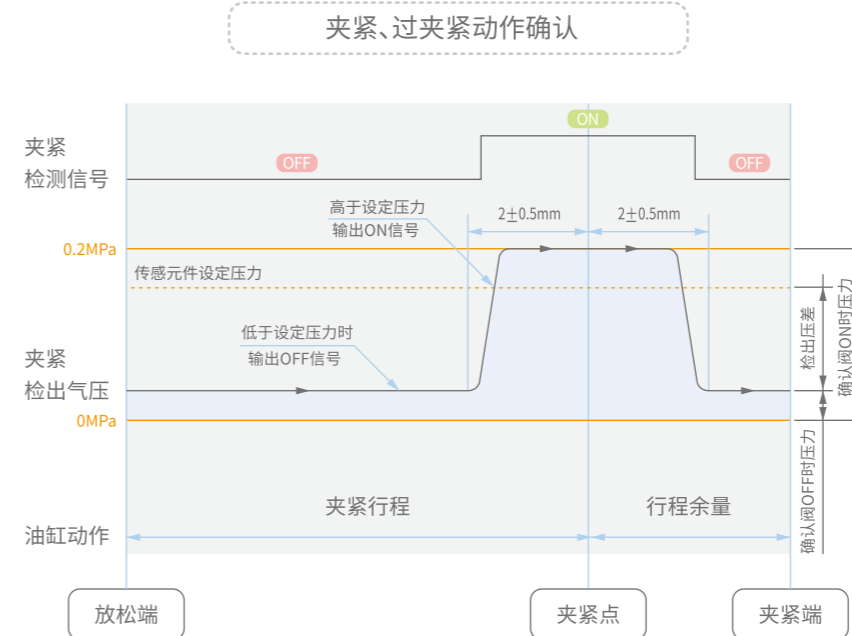 夹紧、过夹紧动作确认
ON
夹紧
检测信号
OFF
OFF
高于设定压力
输出ON信号
2±0.5mm
2±0.5mm
0.2MPa
传感元件设定压力
低于设定压力时
输出OFF信号
夹紧
检出气压
0MPa
检出压差
确认阀ON时压力
确认阀OFF时压力
夹紧行程
行程余量
油缸动作
放松端
夹紧点
夹紧端